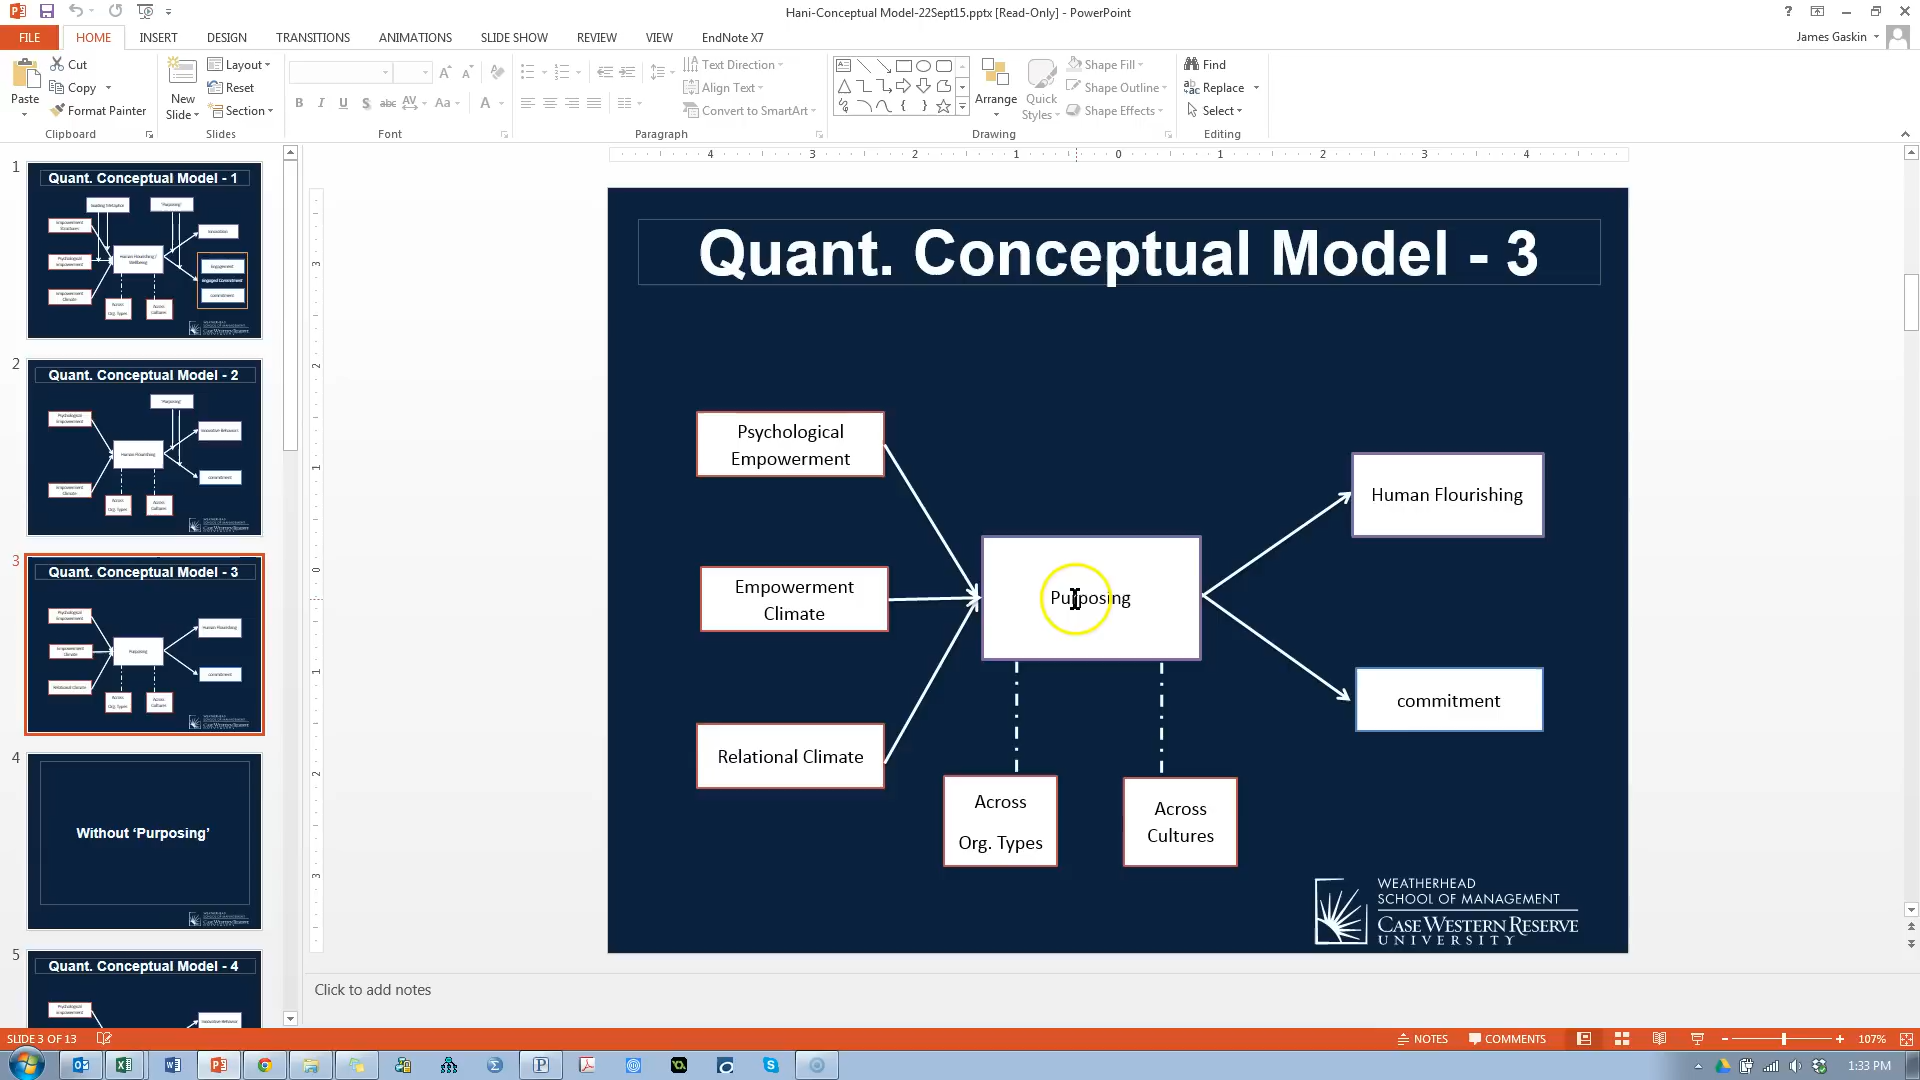 Hani-Conceptual Model-22Sept15.pptx [Read-Only] - PowerPoint
FILE HOME INSERT DESIGN TRANSITIONS ANIMATIONS SLIDE SHOW REVIEW VIEW EndNote X7
James Gaskin
Paste
Cut
Copy
Format Painter
Clipboard
New
Slide
Layout
Reset
Section
Slides
Font
Text Direction
Align Text
Convert to SmartArt
Paragraph
Arrange
Quick
Styles
Shape Fill
Shape Outline
Shape Effects
Drawing
Find
Replace
Select
Editing
1
Quant. Conceptual Model - 1
2
Quant. Conceptual Model - 2
3
Quant. Conceptual Model - 3
4
Without ‘Purposing’
5
Quant. Conceptual Model - 4
Quant. Conceptual Model - 3
Psychological
Empowerment
Empowerment
Climate
Relational Climate
Purposing
Human Flourishing
commitment
Across
Org. Types
Across
Cultures
WEATHERHEAD
SCHOOL OF MANAGEMENT
CASE WESTERN RESERVE
UNIVERSITY
Click to add notes
SLIDE 3 OF 13
NOTES
COMMENTS
107%
1:33 PM